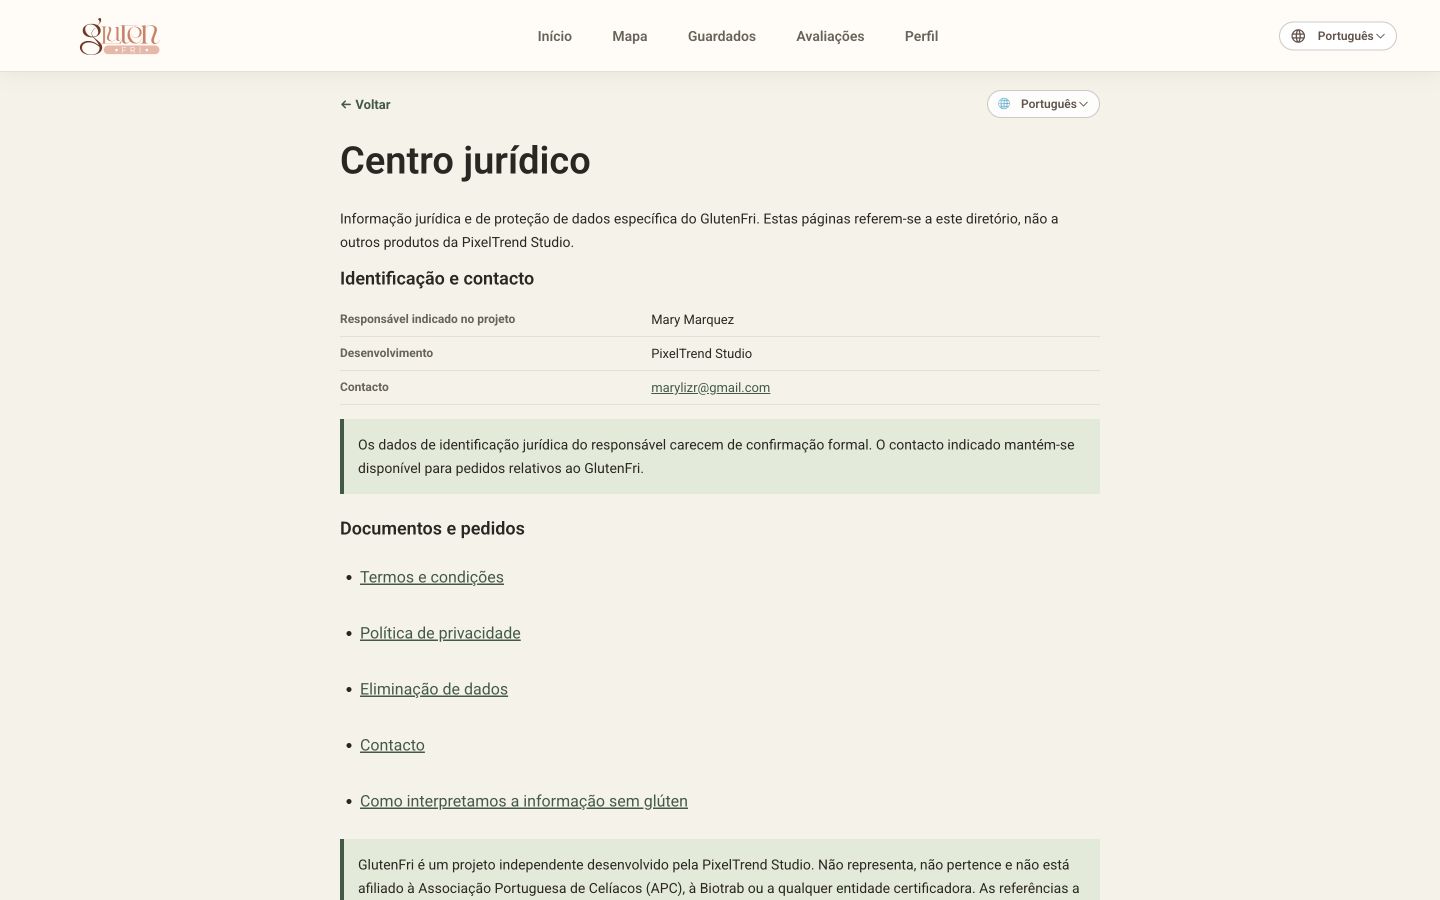 gluten
FRI
Início
Mapa
Guardados
Avaliações
Perfil
Português
← Voltar
Português
Centro jurídico
Informação jurídica e de proteção de dados específica do GlutenFri. Estas páginas referem-se a este diretório, não a
outros produtos da PixelTrend Studio.
Identificação e contacto
Responsável indicado no projeto
Mary Marquez
Desenvolvimento
PixelTrend Studio
Contacto
marylizr@gmail.com
Os dados de identificação jurídica do responsável carecem de confirmação formal. O contacto indicado mantém-se
disponível para pedidos relativos ao GlutenFri.
Documentos e pedidos
• Termos e condições
• Política de privacidade
• Eliminação de dados
• Contacto
• Como interpretamos a informação sem glúten
GlutenFri é um projeto independente desenvolvido pela PixelTrend Studio. Não representa, não pertence e não está
afiliado à Associação Portuguesa de Celíacos (APC), à Biotrab ou a qualquer entidade certificadora. As referências a